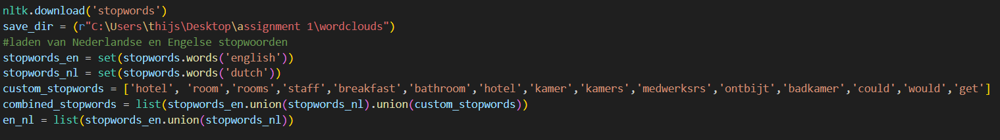 nltk.download('stopwords')
save_dir = (r"C:\Users\thijs\Desktop\assignment 1\wordclouds")
#laden van Nederlandse en Engelse stopwoorden
stopwords_en = set(stopwords.words('english'))
stopwords_nl = set(stopwords.words('dutch'))
custom_stopwords = ['hotel', 'room','rooms','staff','breakfast','bathroom','hotel','kamer','kamers','medwerksrs','ontbijt','badkamer','could','would','get']
combined_stopwords = list(stopwords_en.union(stopwords_nl).union(custom_stopwords))
en_nl = list(stopwords_en.union(stopwords_nl))